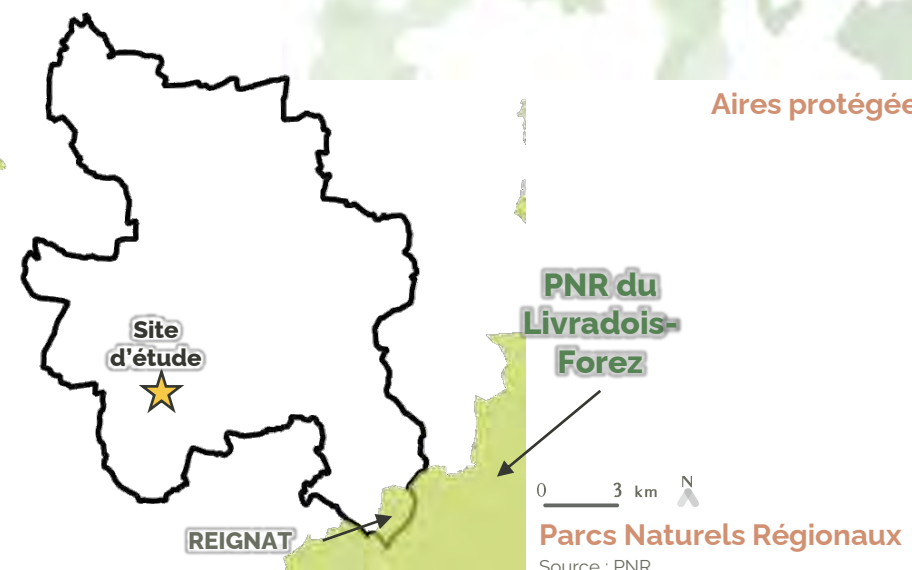 Aires protégée
PNR du
Livradois-
Forez
Site
d'étude
0 3 km N
REIGNAT
Parcs Naturels Régionaux
Source : PNR